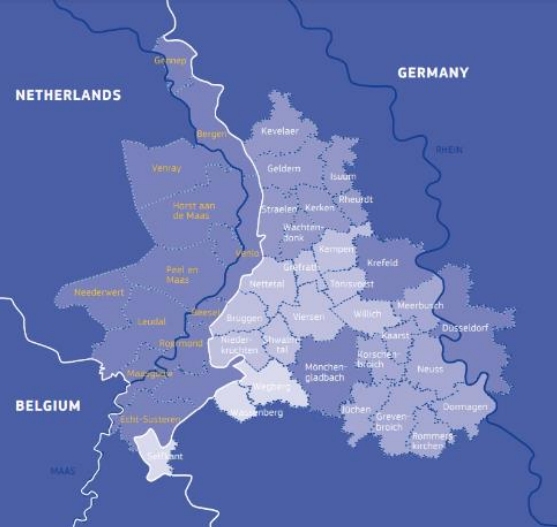 Gennep
GERMANY
NETHERLANDS
Bergen
Kevelaer
RHEIN
Venray
Geldern
Issum
Rheurdt
Horst aan
de Maas
Straelen
Kerken
Wachten-
donk
Venlo
Kempen
Krefeld
Grefrath
Peel en
Maas
Nettetal
Tönisvorst
Neederwert
Meerbusch
Beesel
Willich
Leudal
Brüggen
Viersen
Düsseldorf
Kaarst
Roermond
Nieder-
krüchten
Schwalm-
tal
Korschen-
broich
Maasgouw
Mönchen-
gladbach
Neuss
Wegberg
BELGIUM
Wassenberg
Jüchen
Dormagen
Echt-Susteren
Greven-
broich
Rommers
kirchen
Selfkant
MAAS